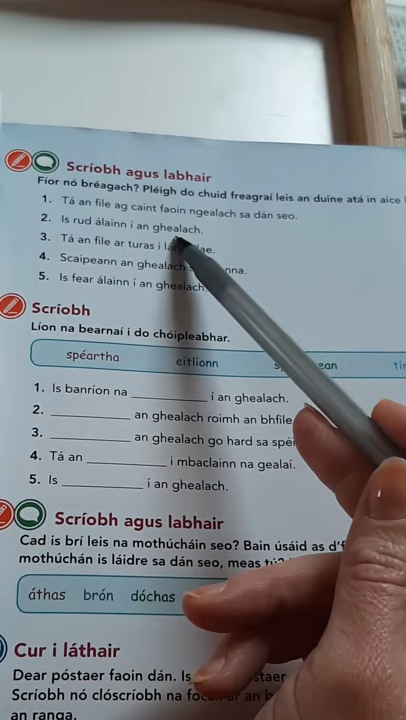 Scríobh agus labhair
Fíor nó bréagach? Pléigh do chuid freagraí leis an duine atá in aice
1. Tá an file ag caint faoin ngealach sa dán seo.
2. Is rud álainn í an ghealach.
3. Tá an file ar turas i
4. Scaipeann an ghealach
5. Is fear álainn í an ghealach.
Scríobh
Líon na bearnaí i do chóipleabhar.
spéartha eitlíonn
1. Is banríon na ________ í an ghealach.
2. ________ an ghealach roimh an bhfile
3. ________ an ghealach go hard sa
4. Tá an ________ i mbaclainn na gealaí.
5. Is ________ í an ghealach.
Scríobh agus labhair
Cad is brí leis na mothúcháin seo? Bain úsáid as
mothúchán is láidre sa dán seo, meas tú?
áthas brón dóchas
Cur i láthair
Dear póstaer faoin dán. Is
Scríobh nó clóscríobh na
an ranga.